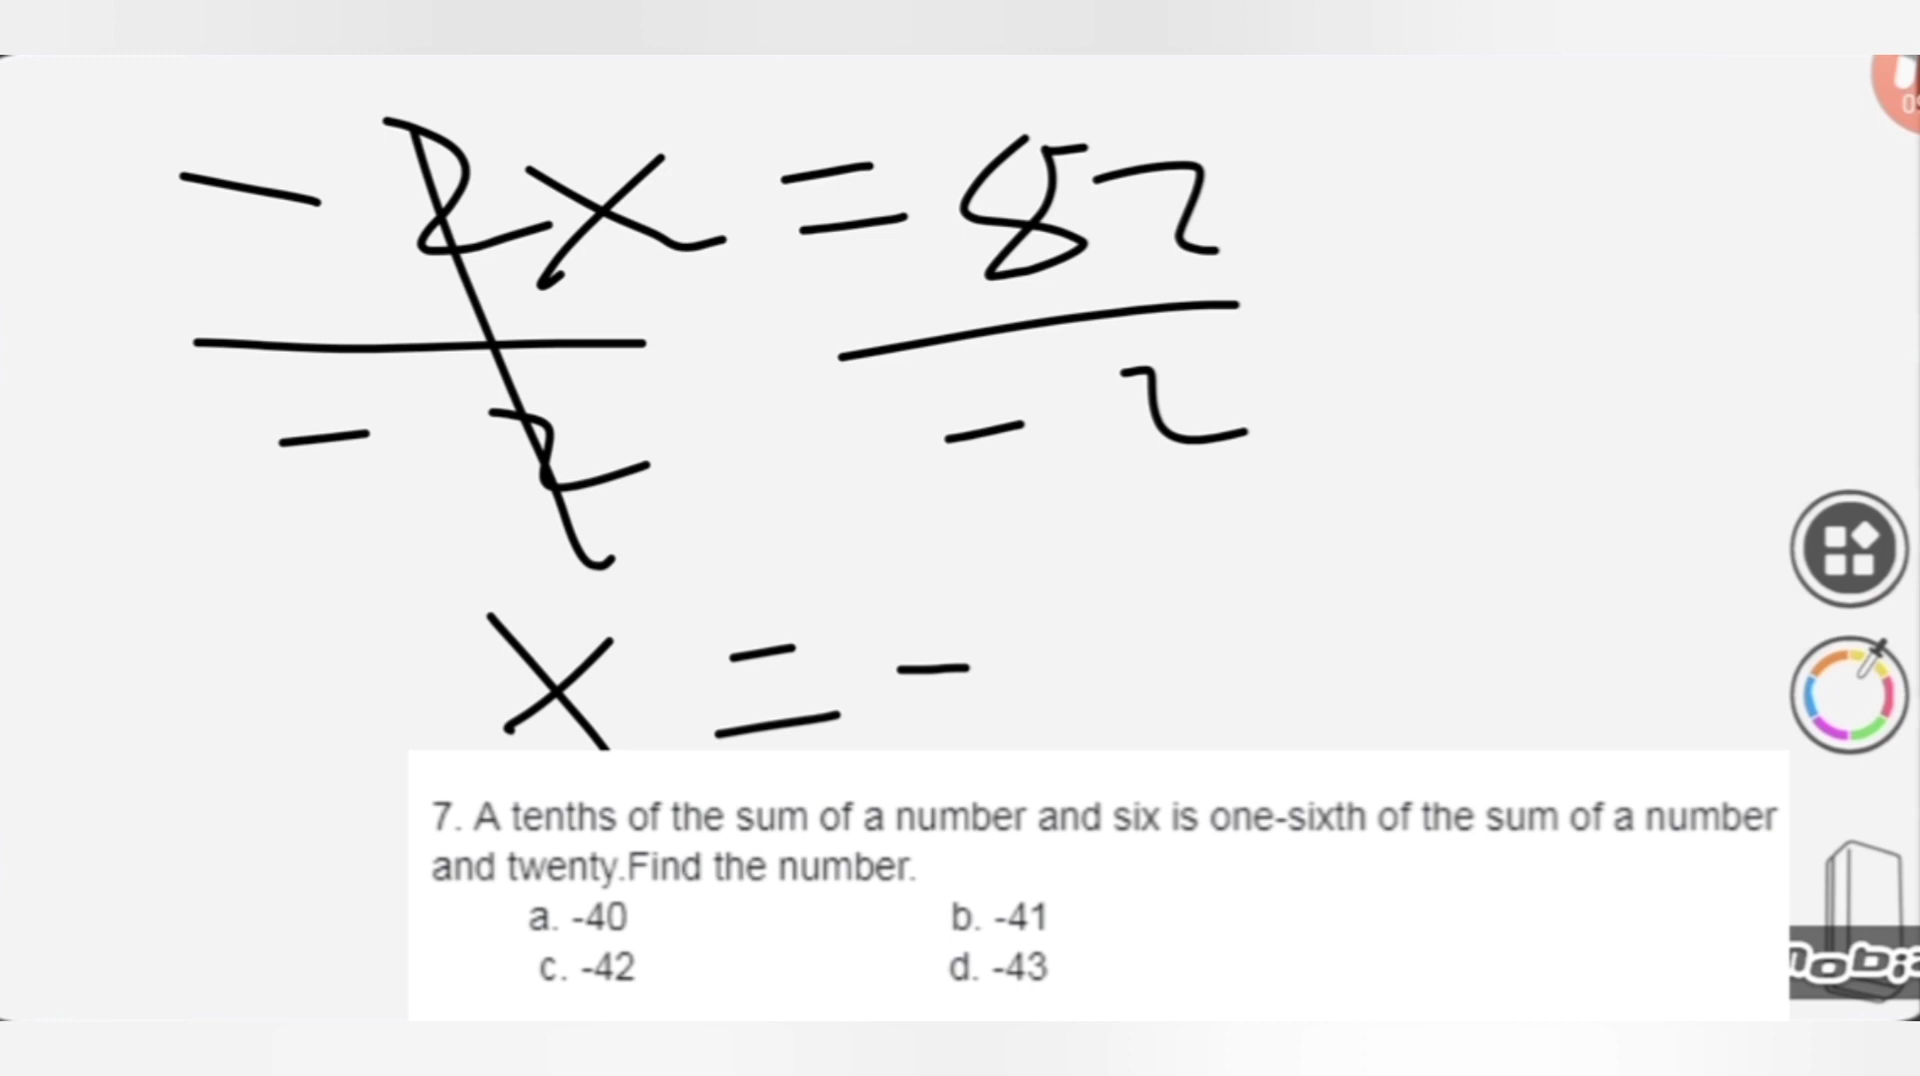 - 2x = 82
- 2 - 2
x = -
7. A tenths of the sum of a number and six is one-sixth of the sum of a number
and twenty.Find the number.
a. -40 b. -41
c. -42 d. -43